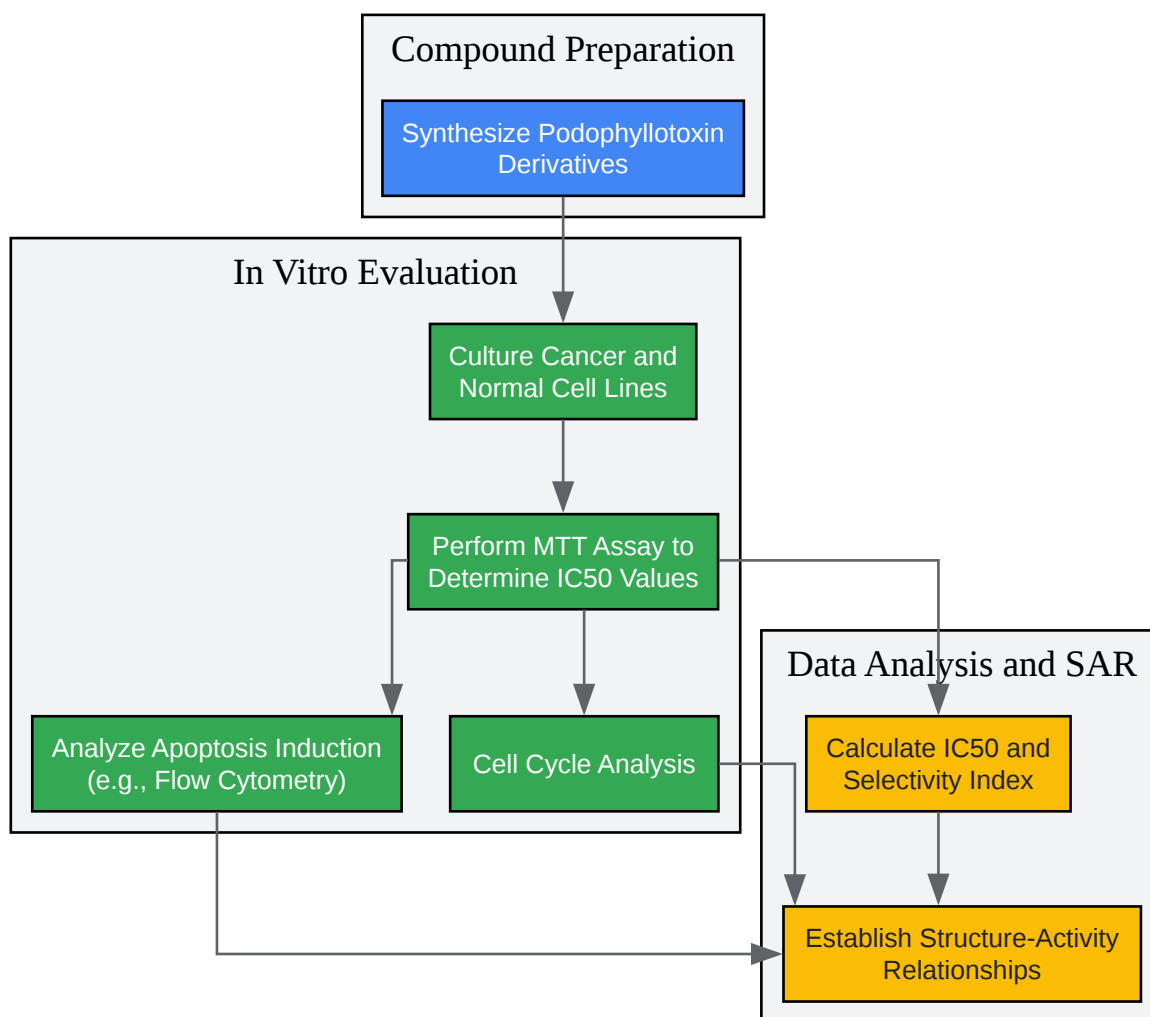 Compound Preparation
Synthesize Podophyllotoxin
Derivatives
In Vitro Evaluation
Culture Cancer and
Normal Cell Lines
Perform MTT Assay to
Determine IC50 Values
Data Analysis and SAR
Analyze Apoptosis Induction
(e.g., Flow Cytometry)
Cell Cycle Analysis
Calculate IC50 and
Selectivity Index
Establish Structure-Activity
Relationships